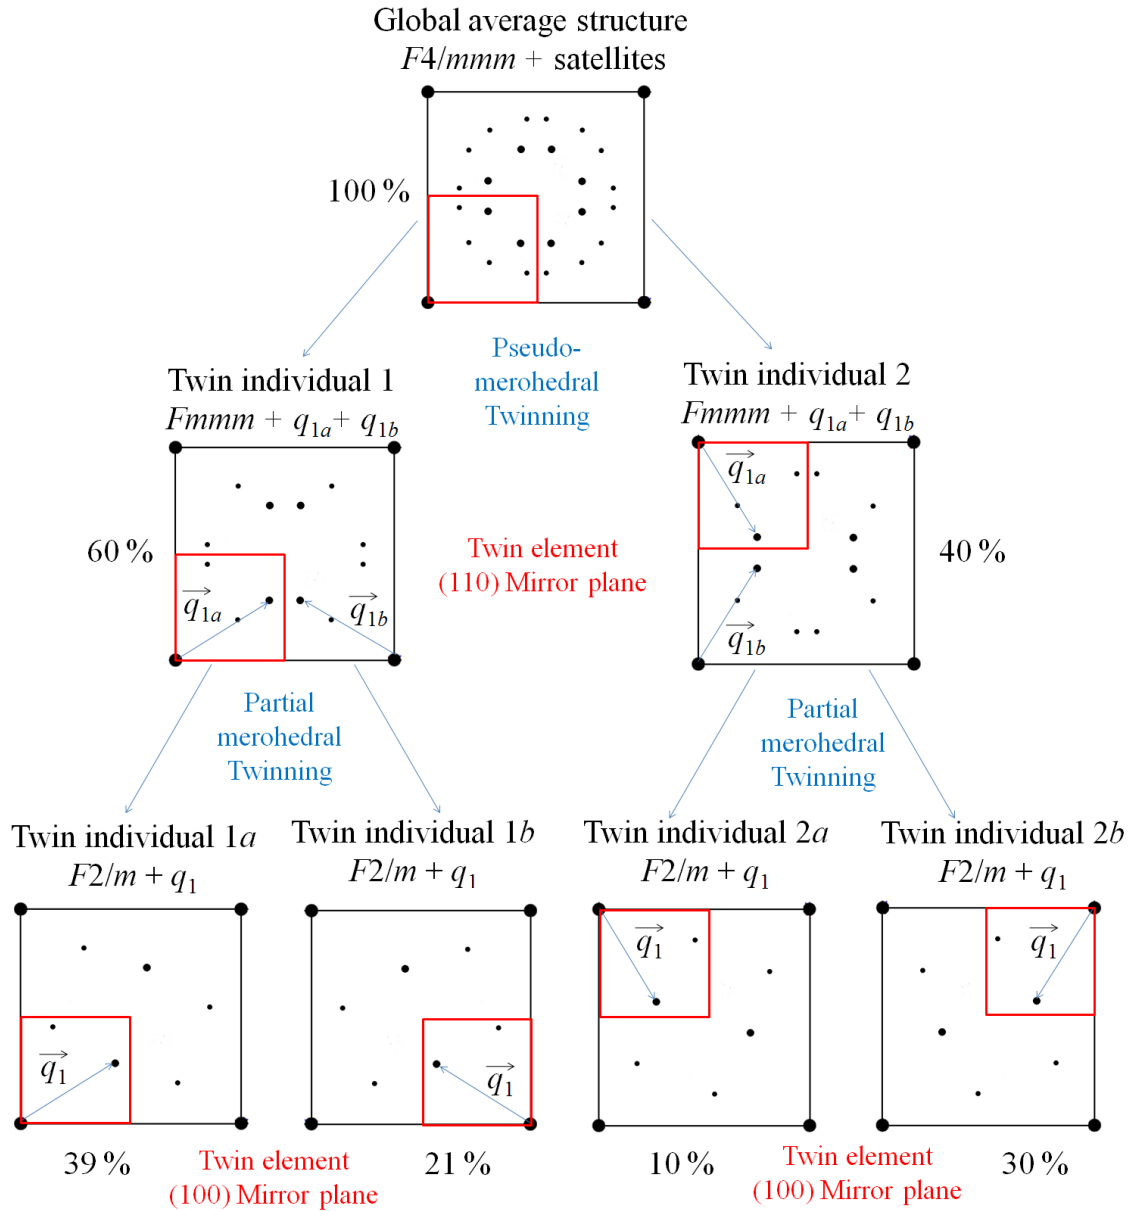 Global average structure
F4/mmm + satellites
100 %
Pseudo-
merohedral
Twinning
Twin individual 1
Fmmm + q1a+ q1b
Twin individual 2
Fmmm + q1a+ q1b
q1a
q1b
60 %
Twin element
(110) Mirror plane
q1a
q1b
40 %
Partial
merohedral
Twinning
Partial
merohedral
Twinning
Twin individual 1a
F2/m + q1
Twin individual 1b
F2/m + q1
Twin individual 2a
F2/m + q1
Twin individual 2b
F2/m + q1
q1
q1
q1
q1
39 %
Twin element
(100) Mirror plane
21 %
10 %
Twin element
(100) Mirror plane
30 %